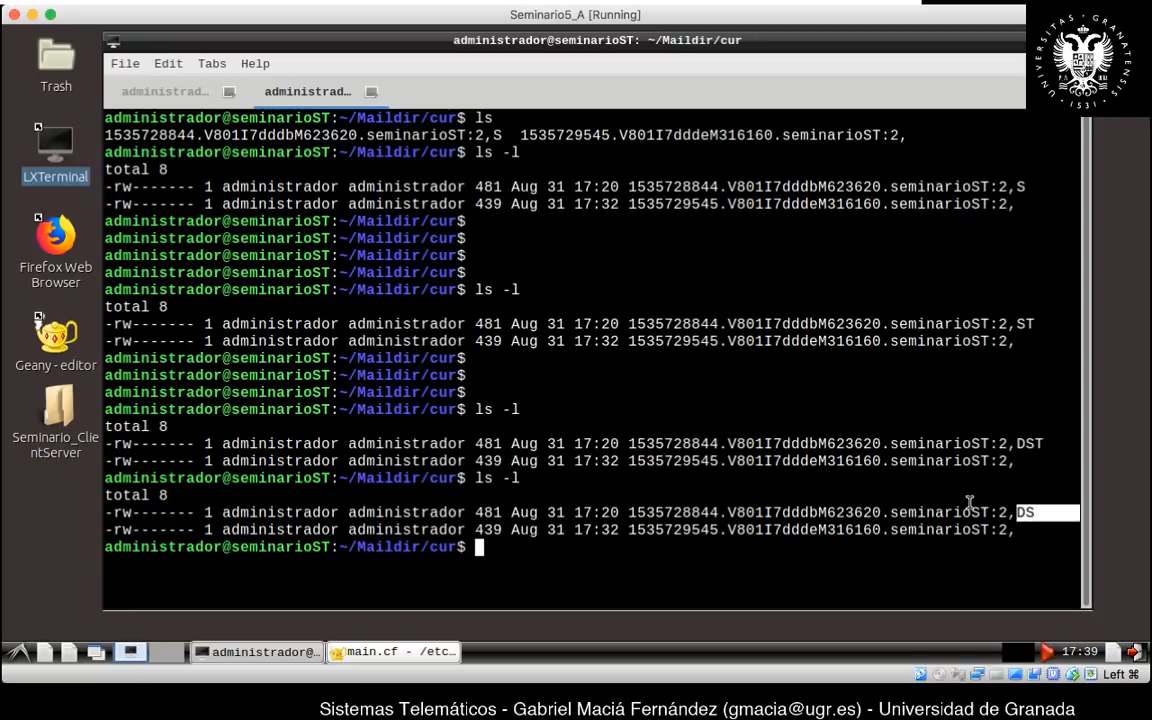 Seminario5_A [Running]
administrador@seminarioST: ~/Maildir/cur
File Edit Tabs Help
administrad... administrad...
administrador@seminarioST:~/Maildir/cur$ ls
1535728844.V801I7dddbM623620.seminarioST:2,S  1535729545.V801I7dddeM316160.seminarioST:2,
administrador@seminarioST:~/Maildir/cur$ ls -l
total 8
-rw------- 1 administrador administrador 481 Aug 31 17:20 1535728844.V801I7dddbM623620.seminarioST:2,S
-rw------- 1 administrador administrador 439 Aug 31 17:32 1535729545.V801I7dddeM316160.seminarioST:2,
administrador@seminarioST:~/Maildir/cur$
administrador@seminarioST:~/Maildir/cur$
administrador@seminarioST:~/Maildir/cur$
administrador@seminarioST:~/Maildir/cur$
administrador@seminarioST:~/Maildir/cur$ ls -l
total 8
-rw------- 1 administrador administrador 481 Aug 31 17:20 1535728844.V801I7dddbM623620.seminarioST:2,ST
-rw------- 1 administrador administrador 439 Aug 31 17:32 1535729545.V801I7dddeM316160.seminarioST:2,
administrador@seminarioST:~/Maildir/cur$
administrador@seminarioST:~/Maildir/cur$
administrador@seminarioST:~/Maildir/cur$
administrador@seminarioST:~/Maildir/cur$ ls -l
total 8
-rw------- 1 administrador administrador 481 Aug 31 17:20 1535728844.V801I7dddbM623620.seminarioST:2,DST
-rw------- 1 administrador administrador 439 Aug 31 17:32 1535729545.V801I7dddeM316160.seminarioST:2,
administrador@seminarioST:~/Maildir/cur$ ls -l
total 8
-rw------- 1 administrador administrador 481 Aug 31 17:20 1535728844.V801I7dddbM623620.seminarioST:2,DS
-rw------- 1 administrador administrador 439 Aug 31 17:32 1535729545.V801I7dddeM316160.seminarioST:2,
administrador@seminarioST:~/Maildir/cur$
Trash
LXTerminal
Firefox Web
Browser
Geany - editor
Seminario_Clie
ntServer
UNIVERSITAS GRANATENSIS
1531
administrador@... main.cf - /etc... 17:39
Left ⌘
Sistemas Telemáticos - Gabriel Maciá Fernández (gmacia@ugr.es) - Universidad de Granada